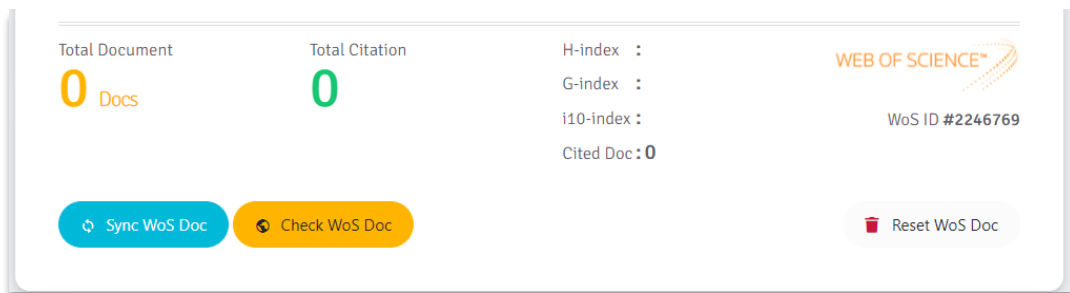 Total Document
0 Docs
Total Citation
0
H-index :
G-index :
i10-index :
Cited Doc : 0
WEB OF SCIENCE™
WoS ID #2246769
Sync WoS Doc
Check WoS Doc
Reset WoS Doc